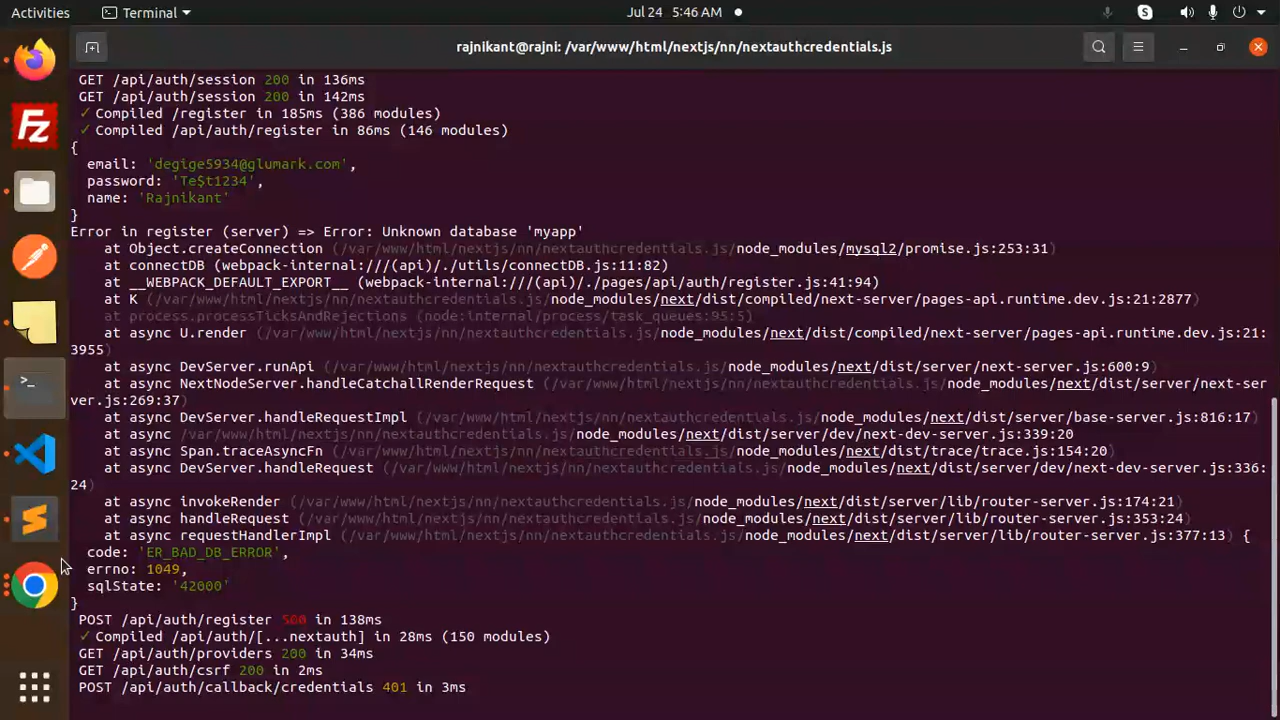 Activities
Terminal
Jul 24 5:46 AM
rajnikant@rajni: /var/www/html/nextjs/nn/nextauthcredentials.js
GET /api/auth/session 200 in 136ms
GET /api/auth/session 200 in 142ms
✓ Compiled /register in 185ms (386 modules)
✓ Compiled /api/auth/register in 86ms (146 modules)
{
email: 'degige5934@glumark.com',
password: 'Te$t1234',
name: 'Rajnikant'
}
Error in register (server) => Error: Unknown database 'myapp'
at Object.createConnection (/var/www/html/nextjs/nn/nextauthcredentials.js/node_modules/mysql2/promise.js:253:31)
at connectDB (webpack-internal:///(api)/./utils/connectDB.js:11:82)
at __WEBPACK_DEFAULT_EXPORT__ (webpack-internal:///(api)/./pages/api/auth/register.js:41:94)
at K (/var/www/html/nextjs/nn/nextauthcredentials.js/node_modules/next/dist/compiled/next-server/pages-api.runtime.dev.js:21:2877)
at process.processTicksAndRejections (node:internal/process/task_queues:95:5)
at async U.render (/var/www/html/nextjs/nn/nextauthcredentials.js/node_modules/next/dist/compiled/next-server/pages-api.runtime.dev.js:21:
3955)
at async DevServer.runApi (/var/www/html/nextjs/nn/nextauthcredentials.js/node_modules/next/dist/server/next-server.js:600:9)
at async NextNodeServer.handleCatchallRenderRequest (/var/www/html/nextjs/nn/nextauthcredentials.js/node_modules/next/dist/server/next-ser
ver.js:269:37)
at async DevServer.handleRequestImpl (/var/www/html/nextjs/nn/nextauthcredentials.js/node_modules/next/dist/server/base-server.js:816:17)
at async /var/www/html/nextjs/nn/nextauthcredentials.js/node_modules/next/dist/server/dev/next-dev-server.js:339:20
at async Span.traceAsyncFn (/var/www/html/nextjs/nn/nextauthcredentials.js/node_modules/next/dist/trace/trace.js:154:20)
at async DevServer.handleRequest (/var/www/html/nextjs/nn/nextauthcredentials.js/node_modules/next/dist/server/dev/next-dev-server.js:336:
24)
at async invokeRender (/var/www/html/nextjs/nn/nextauthcredentials.js/node_modules/next/dist/server/lib/router-server.js:174:21)
at async handleRequest (/var/www/html/nextjs/nn/nextauthcredentials.js/node_modules/next/dist/server/lib/router-server.js:353:24)
at async requestHandlerImpl (/var/www/html/nextjs/nn/nextauthcredentials.js/node_modules/next/dist/server/lib/router-server.js:377:13) {
code: 'ER_BAD_DB_ERROR',
errno: 1049,
sqlState: '42000'
}
POST /api/auth/register 500 in 138ms
✓ Compiled /api/auth/[...nextauth] in 28ms (150 modules)
GET /api/auth/providers 200 in 34ms
GET /api/auth/csrf 200 in 2ms
POST /api/auth/callback/credentials 401 in 3ms